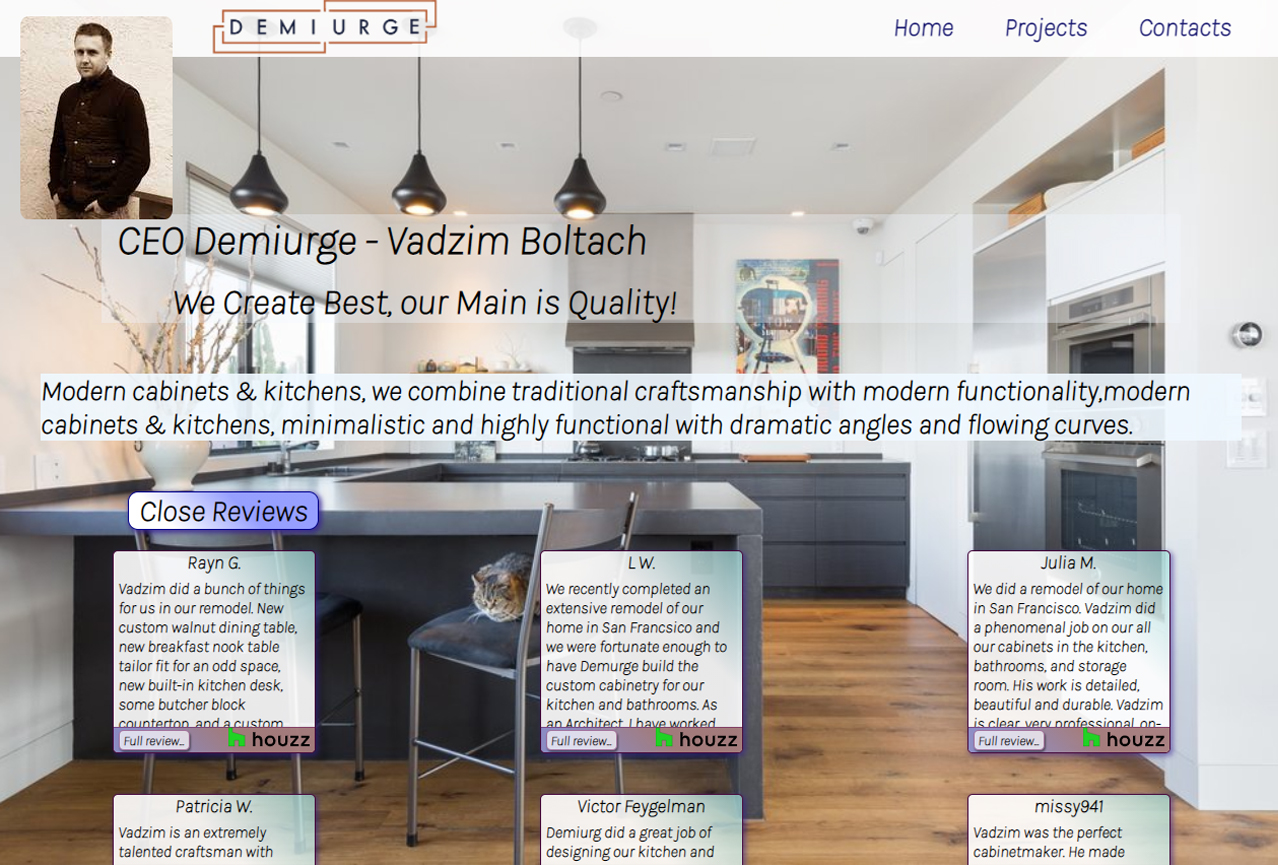 DEMIURGE
Home Projects Contacts
CEO Demiurge - Vadzim Boltach
We Create Best, our Main is Quality!
Modern cabinets & kitchens, we combine traditional craftsmanship with modern functionality,modern
cabinets & kitchens, minimalistic and highly functional with dramatic angles and flowing curves.
Close Reviews
Rayn G.
Vadzim did a bunch of things
for us in our remodel. New
custom walnut dining table,
new breakfast nook table
tailor fit for an odd space,
new built-in kitchen desk,
some butcher block
countertop, and a custom
Full review... houzz
L W.
We recently completed an
extensive remodel of our
home in San Francsico and
we were fortunate enough to
have Demurge build the
custom cabinetry for our
kitchen and bathrooms. As
an Architect, I have worked
Full review... houzz
Julia M.
We did a remodel of our home
in San Francisco. Vadzim did
a phenomenal job on our all
our cabinets in the kitchen,
bathrooms, and storage
room. His work is detailed,
beautiful and durable. Vadzim
is clear, very professional, on-
Full review... houzz
Patricia W.
Vadzim is an extremely
talented craftsman with
Victor Feygelman
Demiurg did a great job of
designing our kitchen and
missy941
Vadzim was the perfect
cabinetmaker. He made